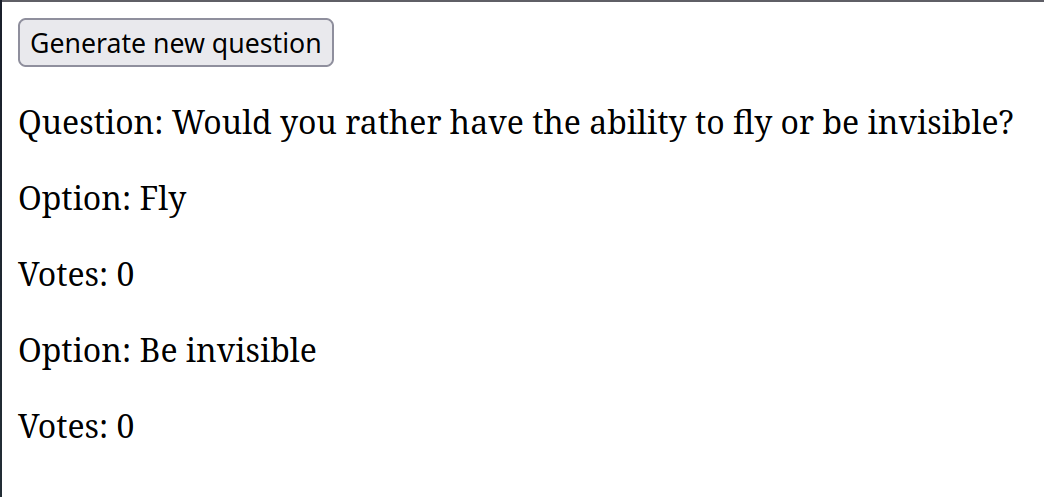 Generate new question
Question: Would you rather have the ability to fly or be invisible?
Option: Fly
Votes: 0
Option: Be invisible
Votes: 0